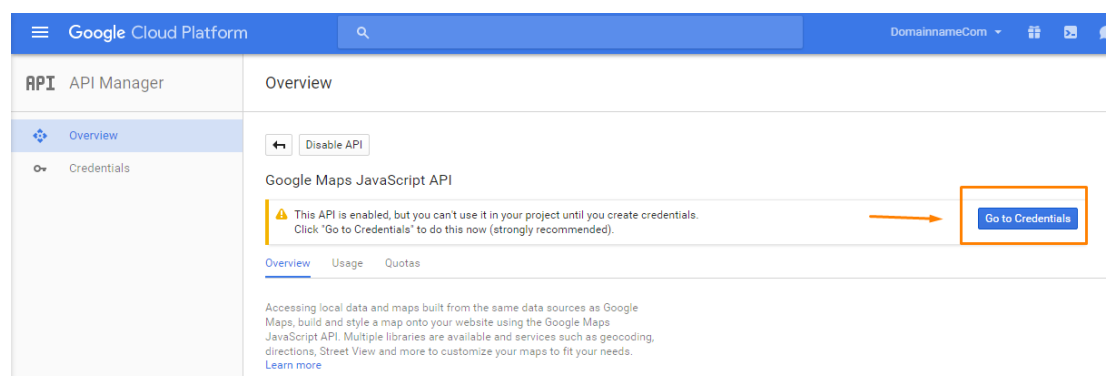 Google Cloud Platform
DomainnameCom
API API Manager
Overview
Overview
Credentials
Disable API
Google Maps JavaScript API
This API is enabled, but you can't use it in your project until you create credentials.
Click "Go to Credentials" to do this now (strongly recommended).
Go to Credentials
Overview Usage Quotas
Accessing local data and maps built from the same data sources as Google
Maps, build and style a map onto your website using the Google Maps
JavaScript API. Multiple libraries are available and services such as geocoding,
directions, Street View and more to customize your maps to fit your needs.
Learn more